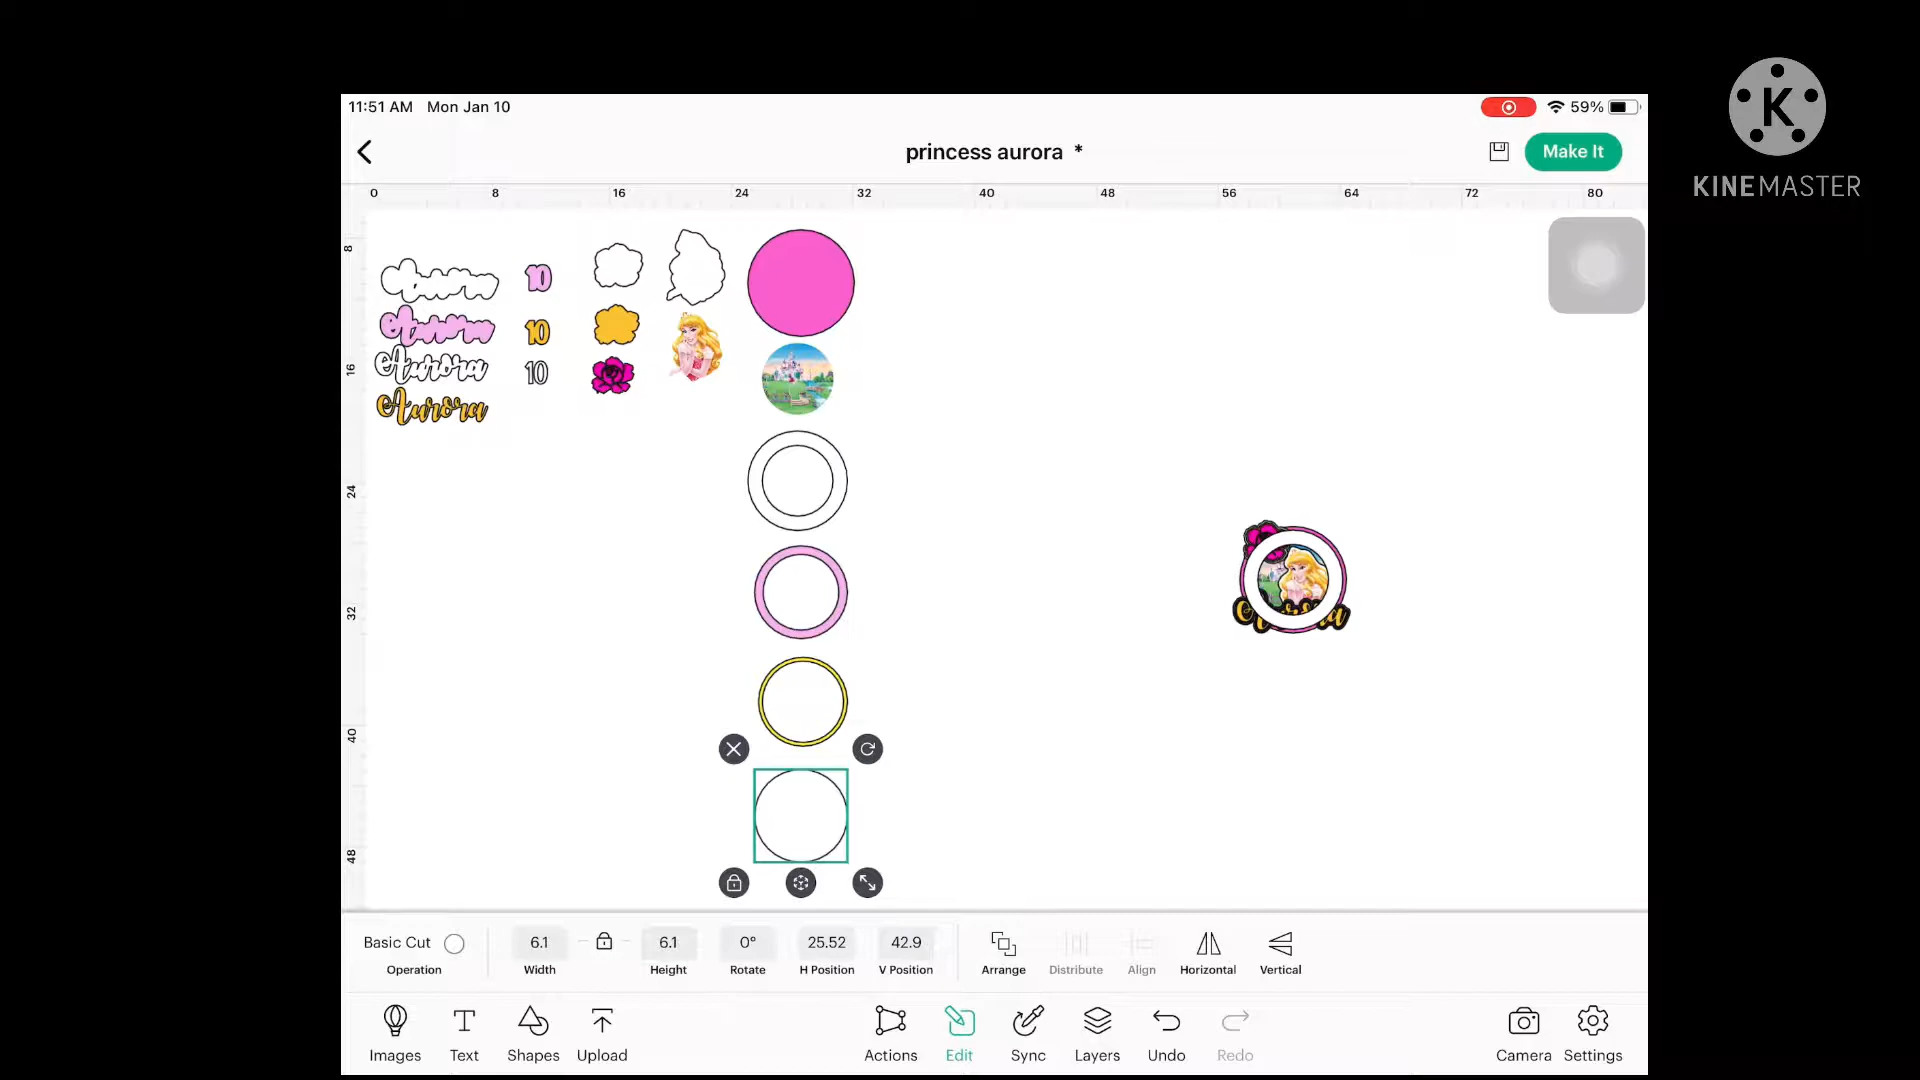 11:51 AM Mon Jan 10
59%
K
KINEMASTER
princess aurora *
Make It
0 8 16 24 32 40 48 56 64 72 80
8
16
24
32
40
48
Aurora
Aurora
Aurora
Aurora
10
10
10
Aurora
Basic Cut
Operation
6.1
Width
6.1
Height
0°
Rotate
25.52
H Position
42.9
V Position
Arrange
Distribute
Align
Horizontal
Vertical
Images
Text
Shapes
Upload
Actions
Edit
Sync
Layers
Undo
Redo
Camera
Settings